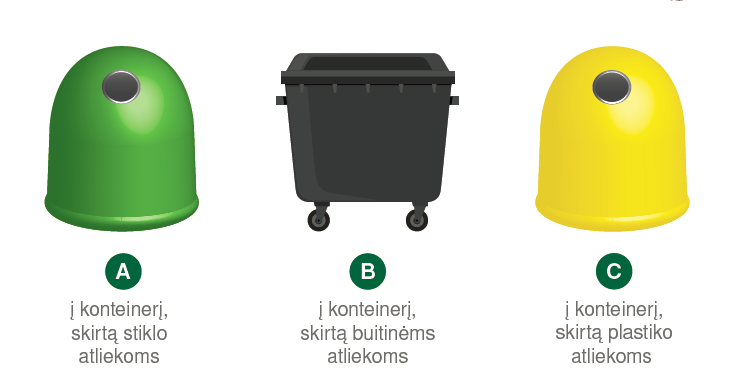 A
į konteinerį,
skirtą stiklo
atliekoms
B
į konteinerį,
skirtą buitinėms
atliekoms
C
į konteinerį,
skirtą plastiko
atliekoms